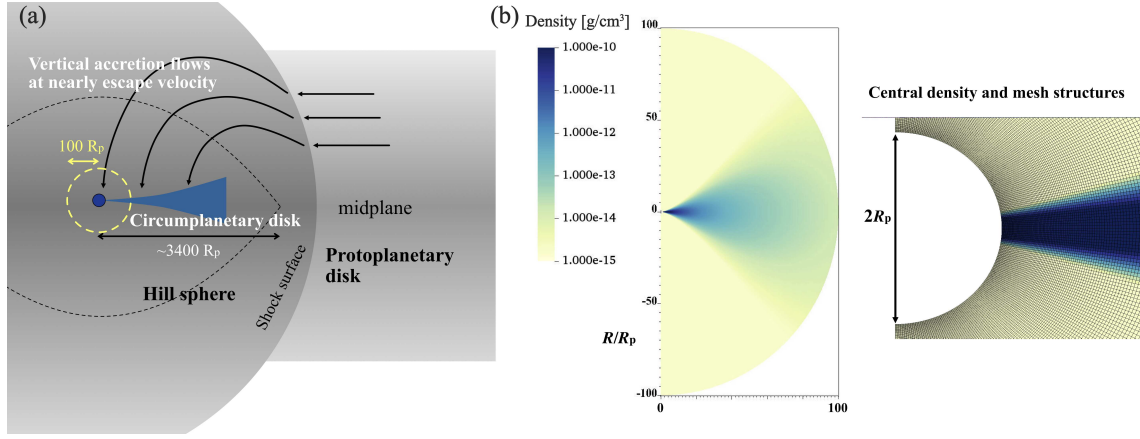 (a)
Vertical accretion flows
at nearly escape velocity
100 Rp
Circumplanetary disk
~3400 Rp
Hill sphere
Shock surface
midplane
Protoplanetary
disk
(b)
Density [g/cm³]
1.000e-10
1.000e-11
1.000e-12
1.000e-13
1.000e-14
1.000e-15
100
50
0
-50
-100
R/Rp
0
100
Central density and mesh structures
2Rp